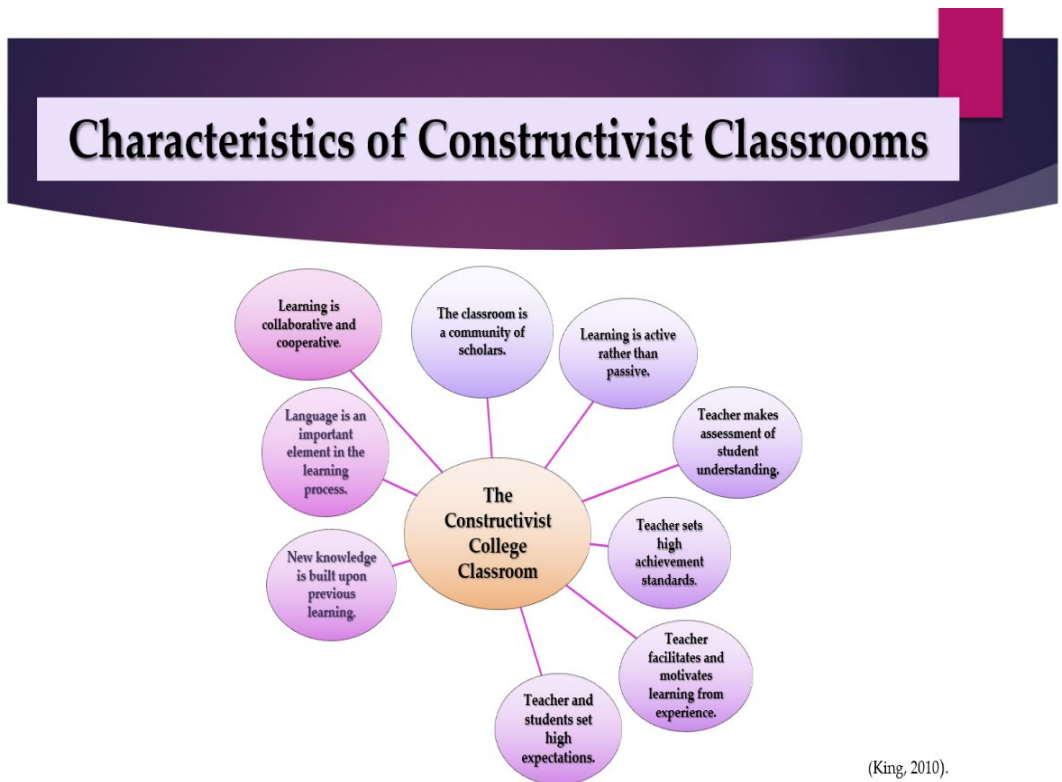 Characteristics of Constructivist Classrooms
Learning is
collaborative and
cooperative.
The classroom is
a community of
scholars.
Learning is active
rather than
passive.
Language is an
important
element in the
learning
process.
Teacher makes
assessment of
student
understanding.
The
Constructivist
College
Classroom
Teacher sets
high
achievement
standards.
New knowledge
is built upon
previous
learning.
Teacher
facilitates and
motivates
learning from
experience.
Teacher and
students set
high
expectations.
(King, 2010).